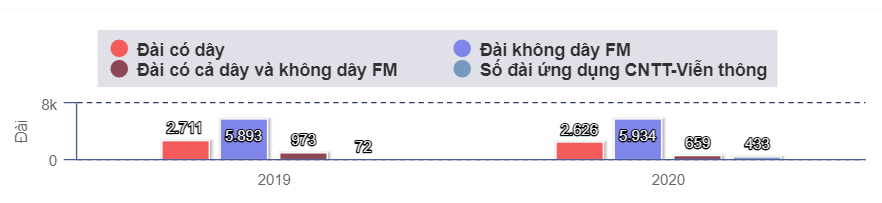 Đài có dây
Đài không dây FM
Đài có cả dây và không dây FM
Số đài ứng dụng CNTT-Viễn thông
Đài
8k
0
2.711
5.893
973
72
2.626
5.934
659
433
2019
2020